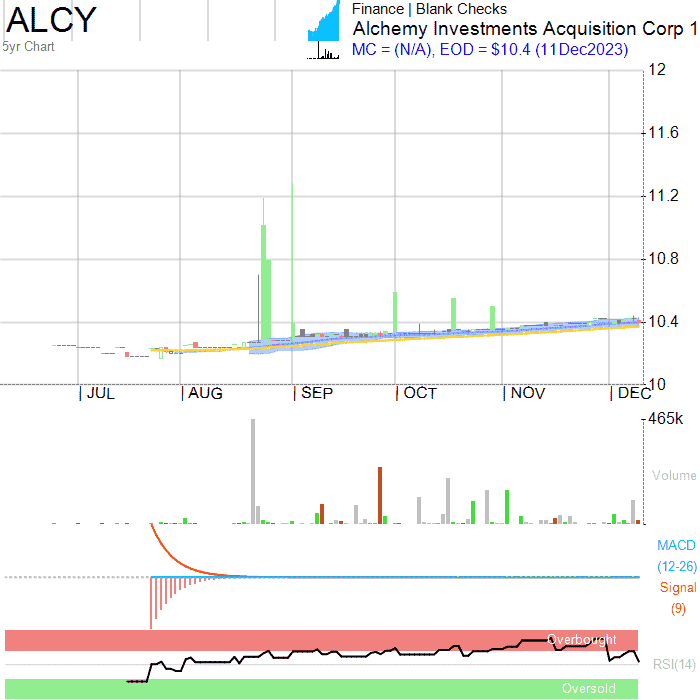 ALCY
5yr Chart
Finance | Blank Checks
Alchemy Investments Acquisition Corp 1
MC = (N/A), EOD = $10.4 (11Dec2023)
12
11.6
11.2
10.8
10.4
10
| JUL | AUG | SEP | OCT | NOV | DEC
465k
Volume
MACD
(12-26)
Signal
(9)
Overbought
RSI(14)
Oversold